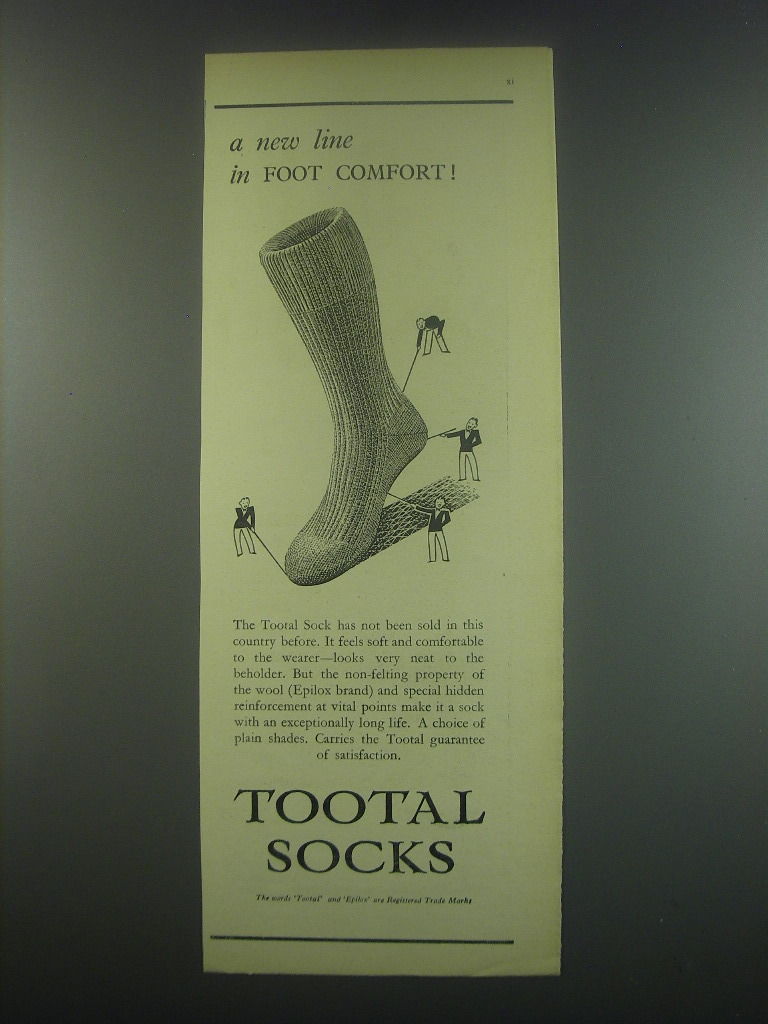 xi
a new line
in FOOT COMFORT!
The Tootal Sock has not been sold in this
country before. It feels soft and comfortable
to the wearer—looks very neat to the
beholder. But the non-felting property of
the wool (Epilox brand) and special hidden
reinforcement at vital points make it a sock
with an exceptionally long life. A choice of
plain shades. Carries the Tootal guarantee
of satisfaction.
TOOTAL
SOCKS
The words 'Tootal' and 'Epilox' are Registered Trade Marks